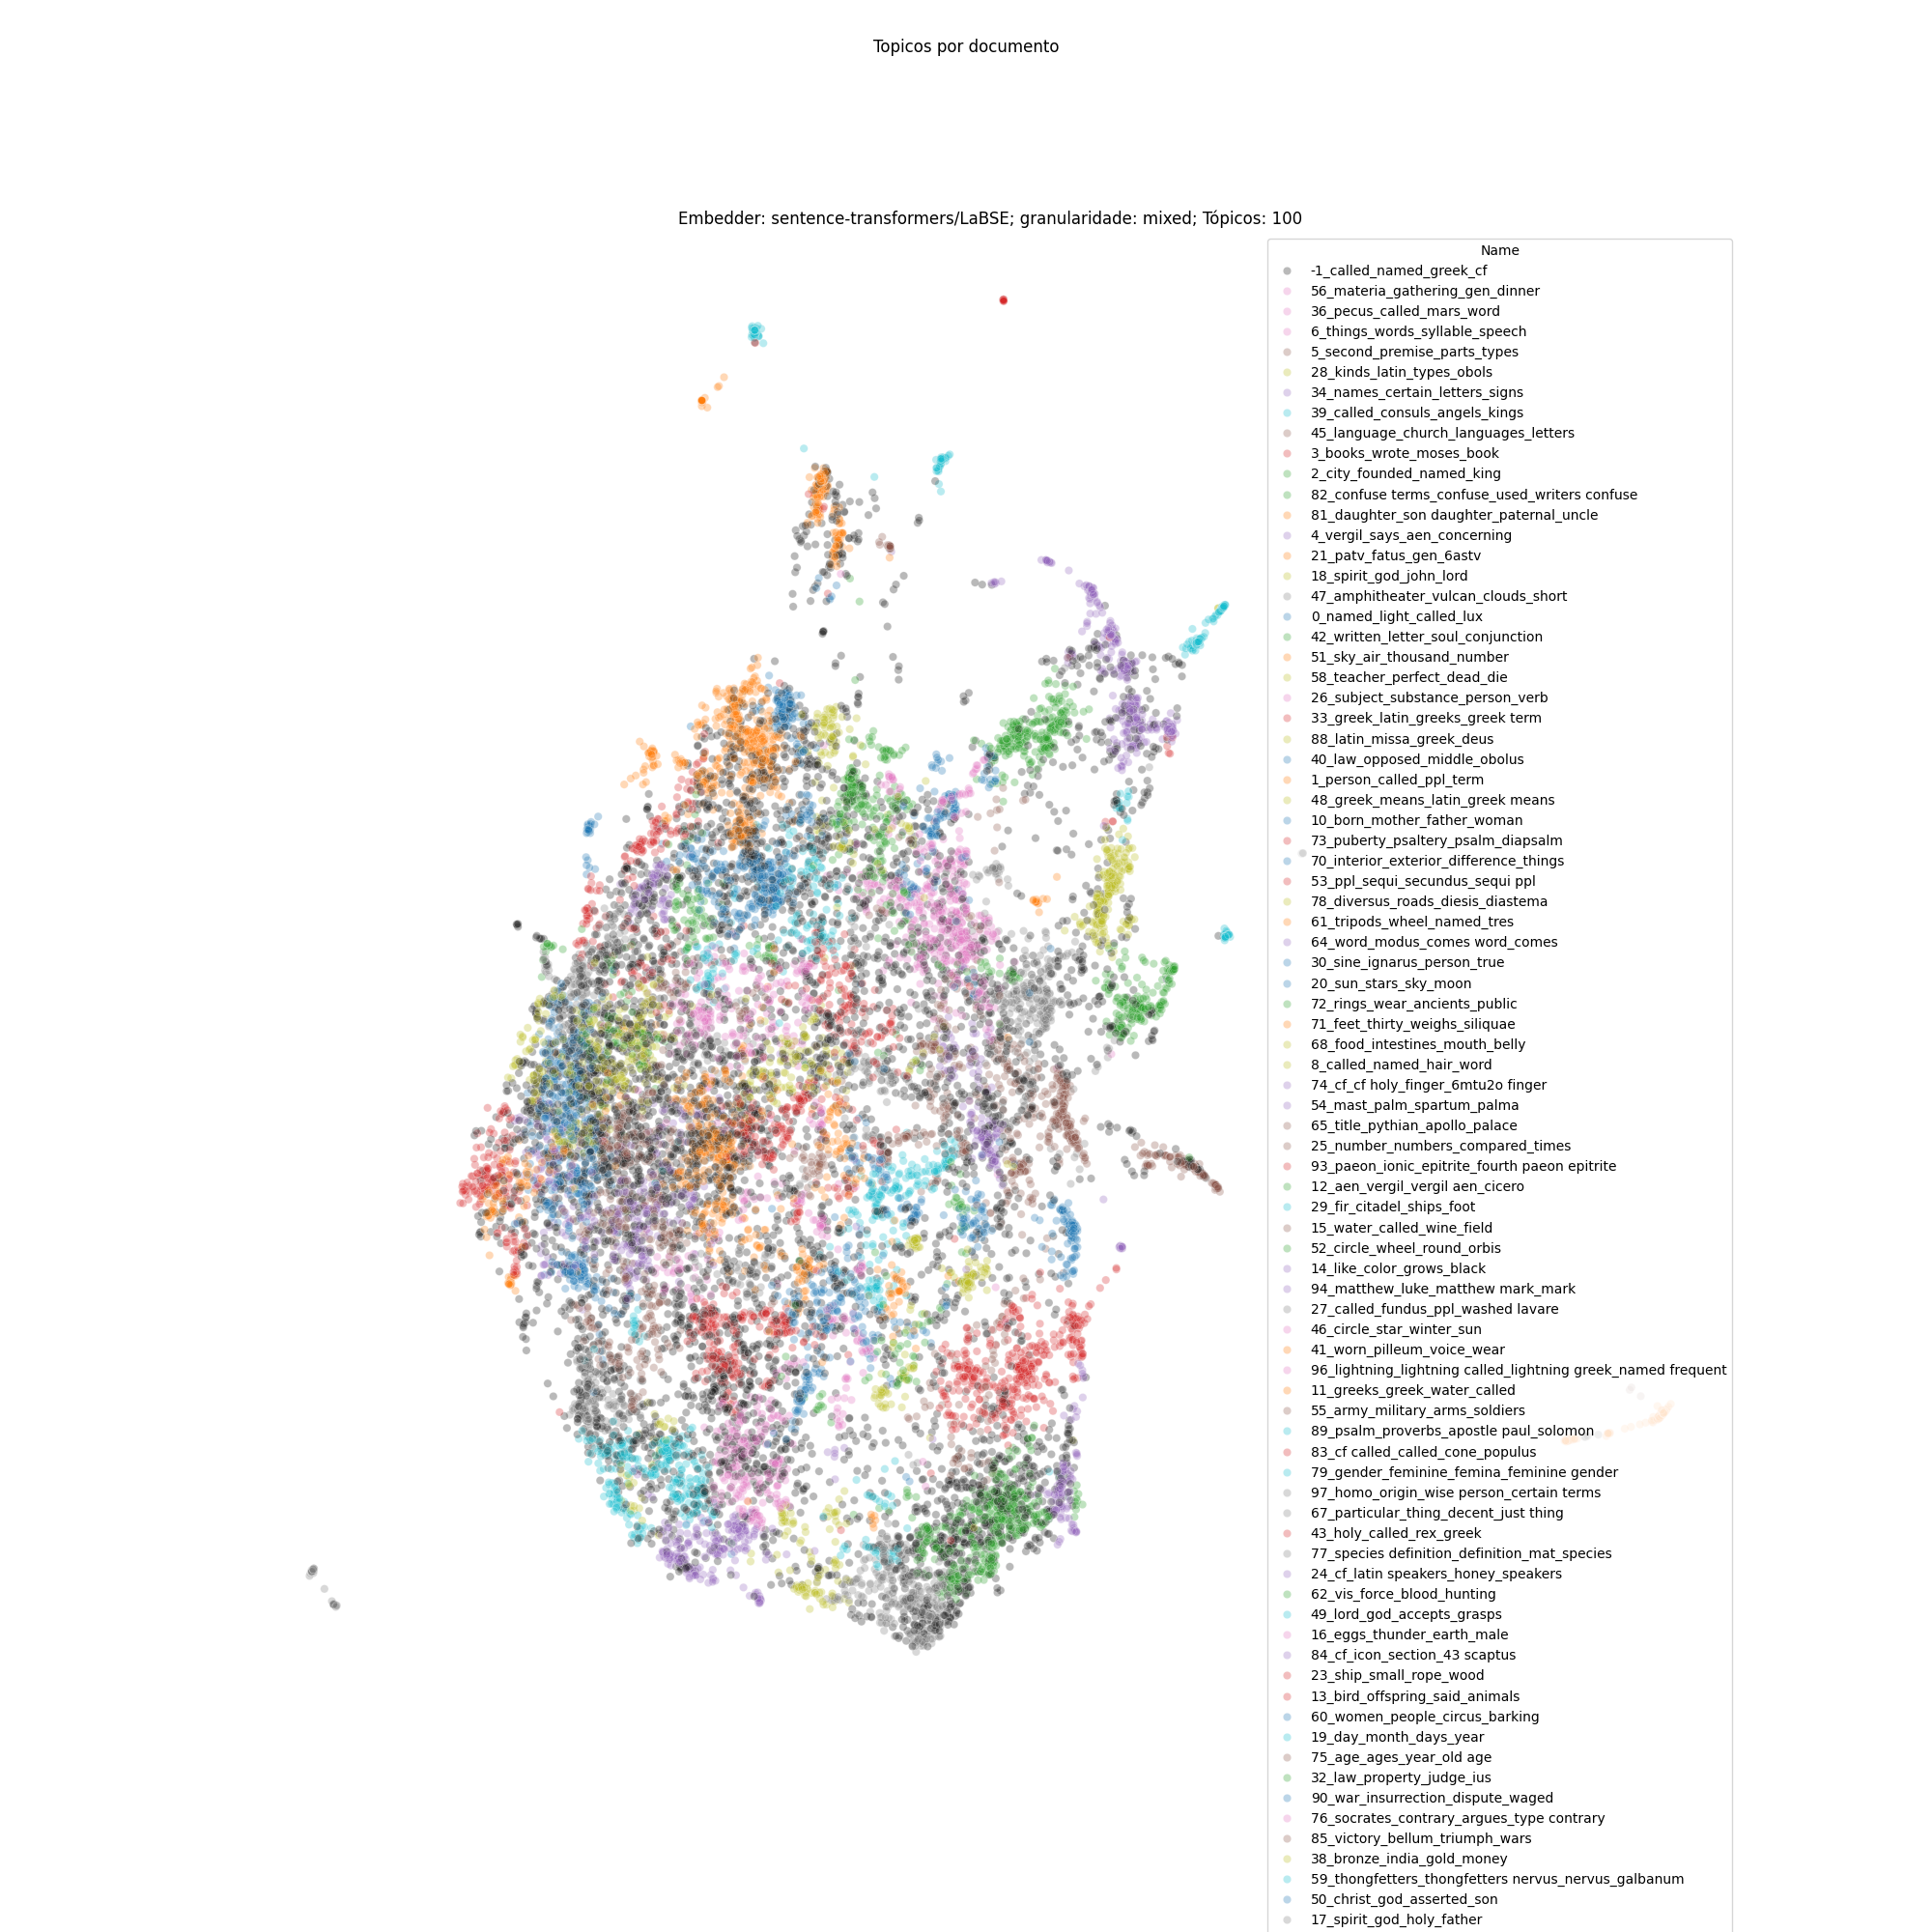 Topicos por documento
Embedder: sentence-transformers/LaBSE; granularidade: mixed; Tópicos: 100
Name
-1_called_named_greek_cf
56_materia_gathering_gen_dinner
36_pecus_called_mars_word
6_things_words_syllable_speech
5_second_premise_parts_types
28_kinds_latin_types_obols
34_names_certain_letters_signs
39_called_consuls_angels_kings
45_language_church_languages_letters
3_books_wrote_moses_book
2_city_founded_named_king
82_confuse terms_confuse_used_writers confuse
81_daughter_son daughter_paternal_uncle
4_vergil_says_aen_concerning
21_patv_fatus_gen_6astv
18_spirit_god_john_lord
47_amphitheater_vulcan_clouds_short
0_named_light_called_lux
42_written_letter_soul_conjunction
51_sky_air_thousand_number
58_teacher_perfect_dead_die
26_subject_substance_person_verb
33_greek_latin_greeks_greek term
88_latin_missa_greek_deus
40_law_opposed_middle_obolus
1_person_called_ppl_term
48_greek_means_latin_greek means
10_born_mother_father_woman
73_puberty_psaltery_psalm_diapsalm
70_interior_exterior_difference_things
53_ppl_sequi_secundus_sequi ppl
78_diversus_roads_diesis_diastema
61_tripods_wheel_named_tres
64_word_modus_comes word_comes
30_sine_ignarus_person_true
20_sun_stars_sky_moon
72_rings_wear_ancients_public
71_feet_thirty_weighs_siliquae
68_food_intestines_mouth_belly
8_called_named_hair_word
74_cf_cf holy_finger_6mtu2o finger
54_mast_palm_spartum_palma
65_title_pythian_apollo_palace
25_number_numbers_compared_times
93_paeon_ionic_epitrite_fourth paeon epitrite
12_aen_vergil_vergil aen_cicero
29_fir_citadel_ships_foot
15_water_called_wine_field
52_circle_wheel_round_orbis
14_like_color_grows_black
94_matthew_luke_matthew mark_mark
27_called_fundus_ppl_washed lavare
46_circle_star_winter_sun
41_worn_pilleum_voice_wear
96_lightning_lightning called_lightning greek_named frequent
11_greeks_greek_water_called
55_army_military_arms_soldiers
89_psalm_proverbs_apostle paul_solomon
83_cf called_called_cone_populus
79_gender_feminine_femina_feminine gender
97_homo_origin_wise person_certain terms
67_particular_thing_decent_just thing
43_holy_called_rex_greek
77_species definition_definition_mat_species
24_cf_latin speakers_honey_speakers
62_vis_force_blood_hunting
49_lord_god_accepts_grasps
16_eggs_thunder_earth_male
84_cf_icon_section_43 scaptus
23_ship_small_rope_wood
13_bird_offspring_said_animals
60_women_people_circus_barking
19_day_month_days_year
75_age_ages_year_old age
32_law_property_judge_ius
90_war_insurrection_dispute_waged
76_socrates_contrary_argues_type contrary
85_victory_bellum_triumph_wars
38_bronze_india_gold_money
59_thongfetters_thongfetters nervus_nervus_galbanum
50_christ_god_asserted_son
17_spirit_god_holy_father